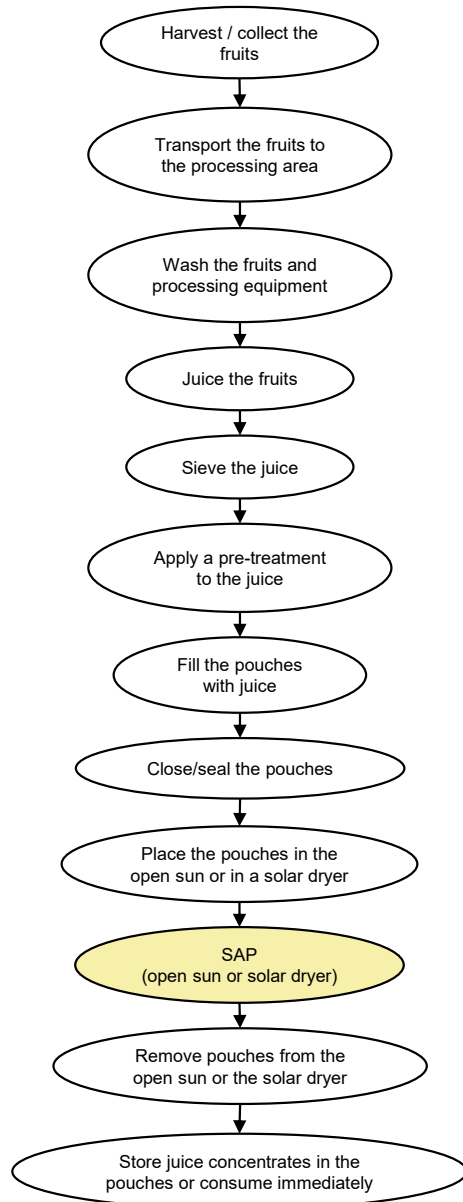 Harvest / collect the
fruits
Transport the fruits to
the processing area
Wash the fruits and
processing equipment
Juice the fruits
Sieve the juice
Apply a pre-treatment
to the juice
Fill the pouches
with juice
Close/seal the pouches
Place the pouches in the
open sun or in a solar dryer
SAP
(open sun or solar dryer)
Remove pouches from the
open sun or the solar dryer
Store juice concentrates in the
pouches or consume immediately